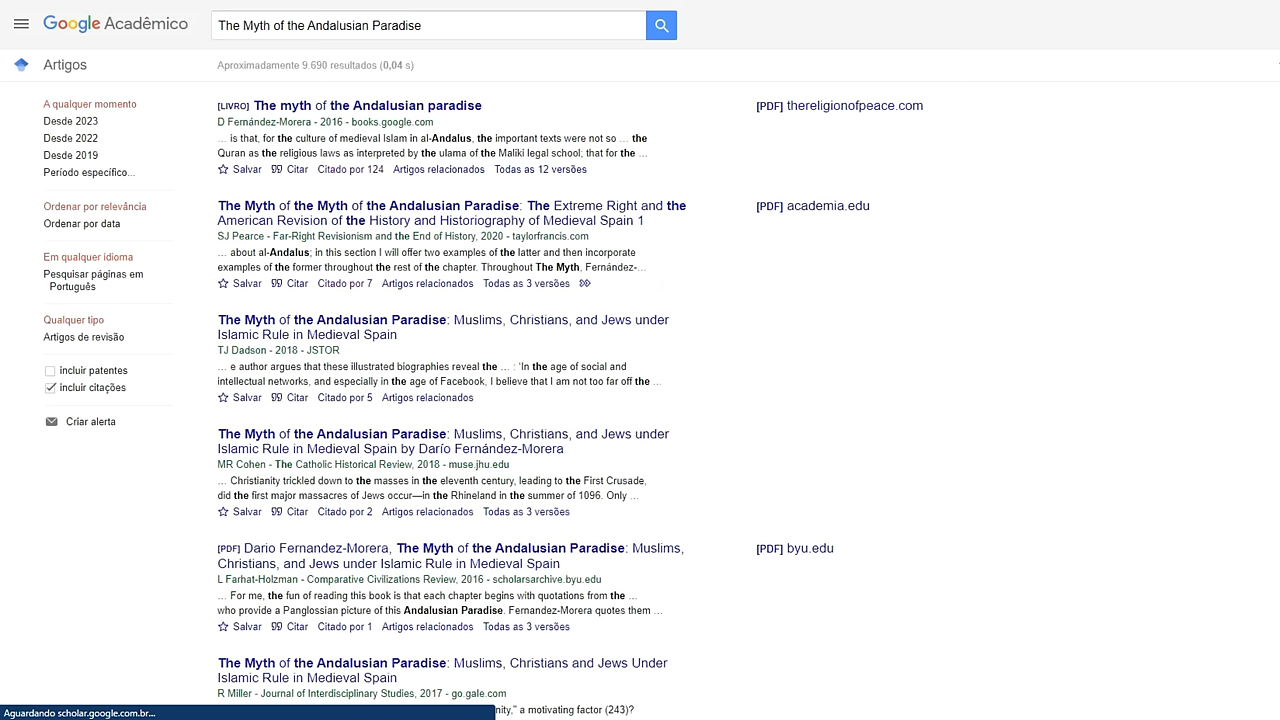 Google Acadêmico
The Myth of the Andalusian Paradise
Artigos
Aproximadamente 9.690 resultados (0,04 s)
A qualquer momento
Desde 2023
Desde 2022
Desde 2019
Período específico...
Ordenar por relevância
Ordenar por data
Em qualquer idioma
Pesquisar páginas em
Português
Qualquer tipo
Artigos de revisão
incluir patentes
incluir citações
Criar alerta
[LIVRO] The myth of the Andalusian paradise
D Fernández-Morera - 2016 - books.google.com
... is that, for the culture of medieval Islam in al-Andalus, the important texts were not so ... the
Quran as the religious laws as interpreted by the ulama of the Maliki legal school; that for the ...
Salvar Citar Citado por 124 Artigos relacionados Todas as 12 versões
[PDF] thereligionofpeace.com
The Myth of the Myth of the Andalusian Paradise: The Extreme Right and the
American Revision of the History and Historiography of Medieval Spain 1
SJ Pearce - Far-Right Revisionism and the End of History, 2020 - taylorfrancis.com
... about al-Andalus; in this section I will offer two examples of the latter and then incorporate
examples of the former throughout the rest of the chapter. Throughout The Myth, Fernández-...
Salvar Citar Citado por 7 Artigos relacionados Todas as 3 versões
[PDF] academia.edu
The Myth of the Andalusian Paradise: Muslims, Christians, and Jews under
Islamic Rule in Medieval Spain
TJ Dadson - 2018 - JSTOR
... e author argues that these illustrated biographies reveal the ... : 'In the age of social and
intellectual networks, and especially in the age of Facebook, I believe that I am not too far off the ...
Salvar Citar Citado por 5 Artigos relacionados
The Myth of the Andalusian Paradise: Muslims, Christians, and Jews under
Islamic Rule in Medieval Spain by Darío Fernández-Morera
MR Cohen - The Catholic Historical Review, 2018 - muse.jhu.edu
... Christianity trickled down to the masses in the eleventh century, leading to the First Crusade,
did the first major massacres of Jews occur—in the Rhineland in the summer of 1096. Only ...
Salvar Citar Citado por 2 Artigos relacionados Todas as 3 versões
[PDF] Dario Fernandez-Morera, The Myth of the Andalusian Paradise: Muslims,
Christians, and Jews under Islamic Rule in Medieval Spain
L Farhat-Holzman - Comparative Civilizations Review, 2016 - scholarsarchive.byu.edu
... For me, the fun of reading this book is that each chapter begins with quotations from the ...
who provide a Panglossian picture of this Andalusian Paradise. Fernandez-Morera quotes them ...
Salvar Citar Citado por 1 Artigos relacionados Todas as 3 versões
[PDF] byu.edu
The Myth of the Andalusian Paradise: Muslims, Christians and Jews Under
Islamic Rule in Medieval Spain
R Miller - Journal of Interdisciplinary Studies, 2017 - go.gale.com
nity," a motivating factor (243)?
Aguardando scholar.google.com.br...